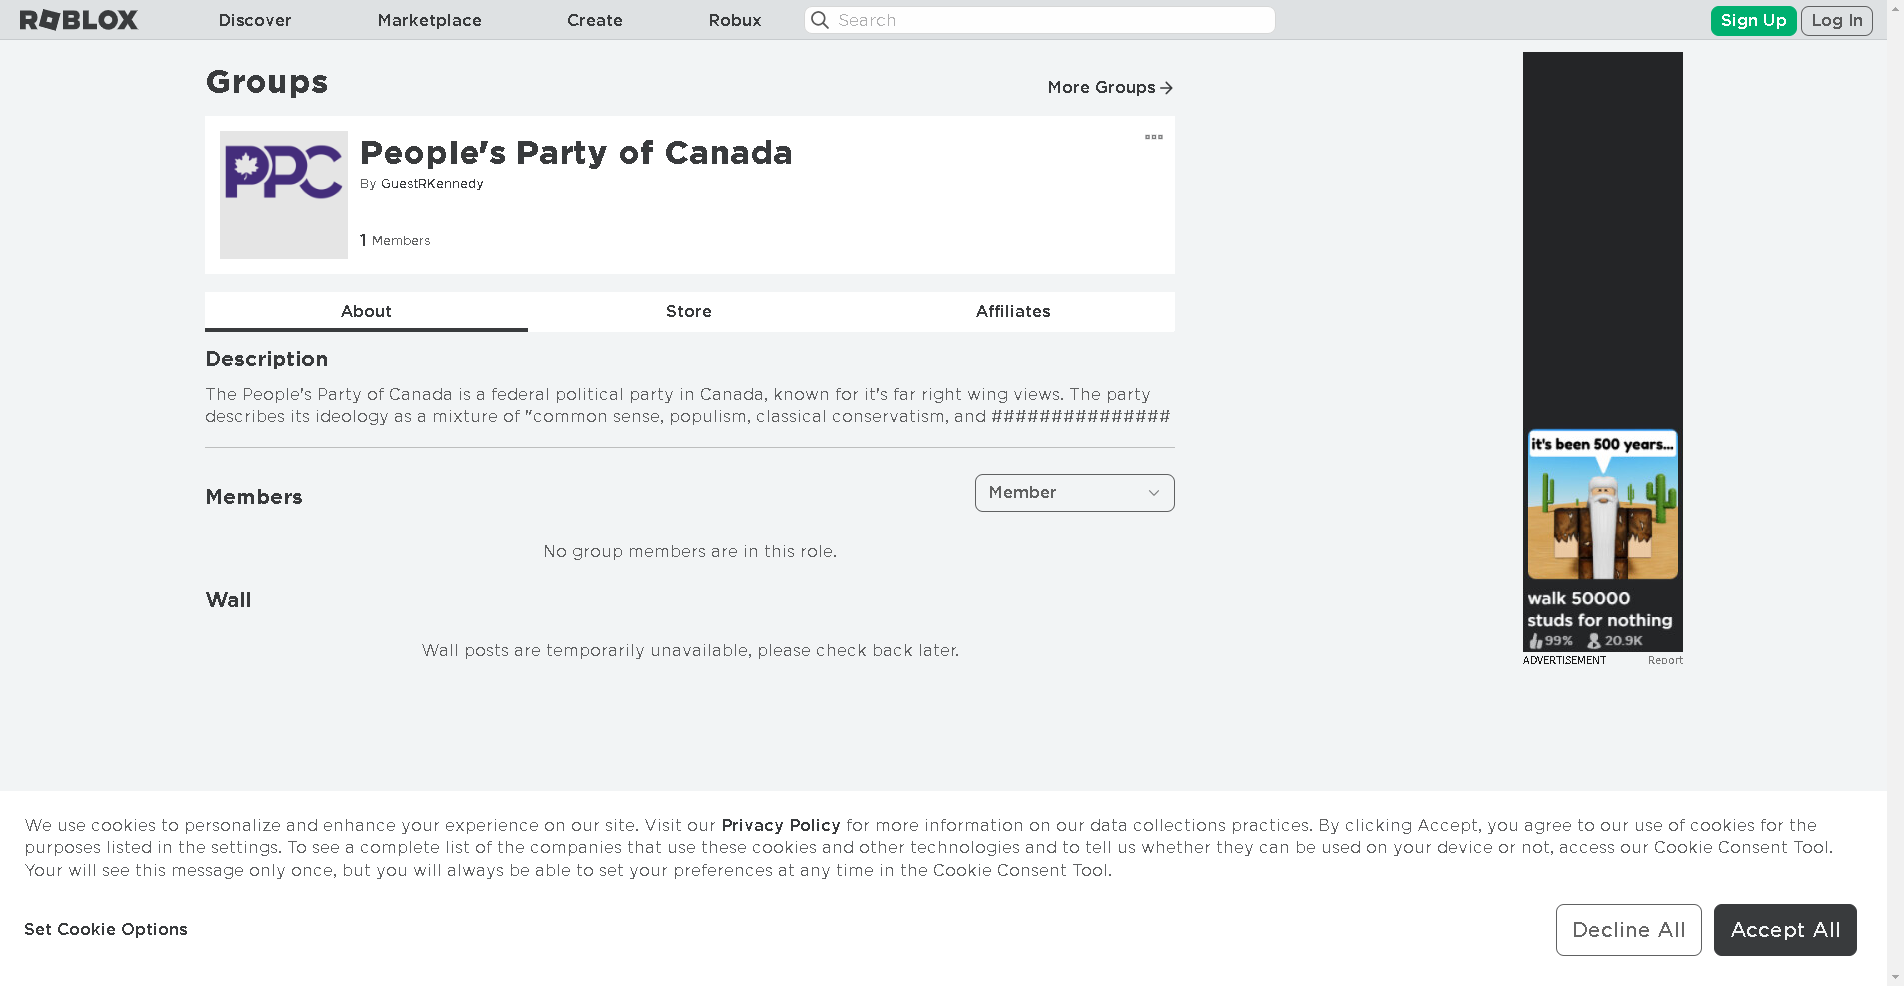 ROBLOX Discover Marketplace Create Robux Search Sign Up Log In
Groups
More Groups
PPC
People's Party of Canada
By GuestRKennedy
1 Members
About Store Affiliates
Description
The People's Party of Canada is a federal political party in Canada, known for it's far right wing views. The party
describes its ideology as a mixture of "common sense, populism, classical conservatism, and ###############
Members
Member
No group members are in this role.
Wall
Wall posts are temporarily unavailable, please check back later.
it's been 500 years...
walk 50000
studs for nothing
99% 20.9K
ADVERTISEMENT Report
We use cookies to personalize and enhance your experience on our site. Visit our Privacy Policy for more information on our data collections practices. By clicking Accept, you agree to our use of cookies for the
purposes listed in the settings. To see a complete list of the companies that use these cookies and other technologies and to tell us whether they can be used on your device or not, access our Cookie Consent Tool.
Your will see this message only once, but you will always be able to set your preferences at any time in the Cookie Consent Tool.
Set Cookie Options
Decline All
Accept All